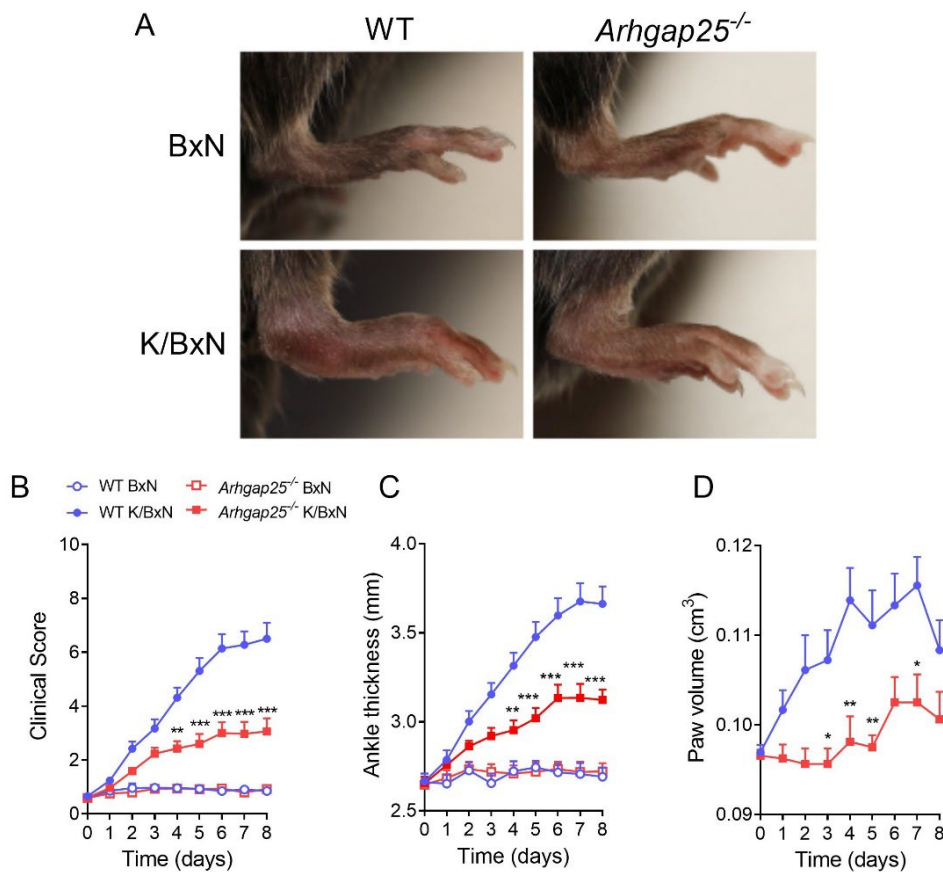 A
WT
Arhgap25-/-
BxN
K/BxN
B
WT BxN
Arhgap25-/- BxN
WT K/BxN
Arhgap25-/- K/BxN
10
8
6
4
2
0
Clinical Score
** *** *** *** ***
0 1 2 3 4 5 6 7 8
Time (days)
C
4.0
3.5
3.0
2.5
Ankle thickness (mm)
** *** *** *** ***
0 1 2 3 4 5 6 7 8
Time (days)
D
0.12
0.11
0.10
0.09
Paw volume (cm3)
* ** ** *
0 1 2 3 4 5 6 7 8
Time (days)